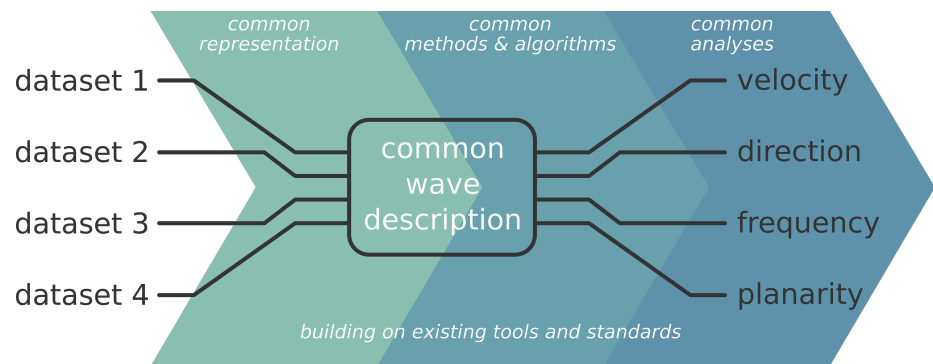 common
representation
common
methods & algorithms
common
analyses
dataset 1
dataset 2
dataset 3
dataset 4
common
wave
description
velocity
direction
frequency
planarity
building on existing tools and standards